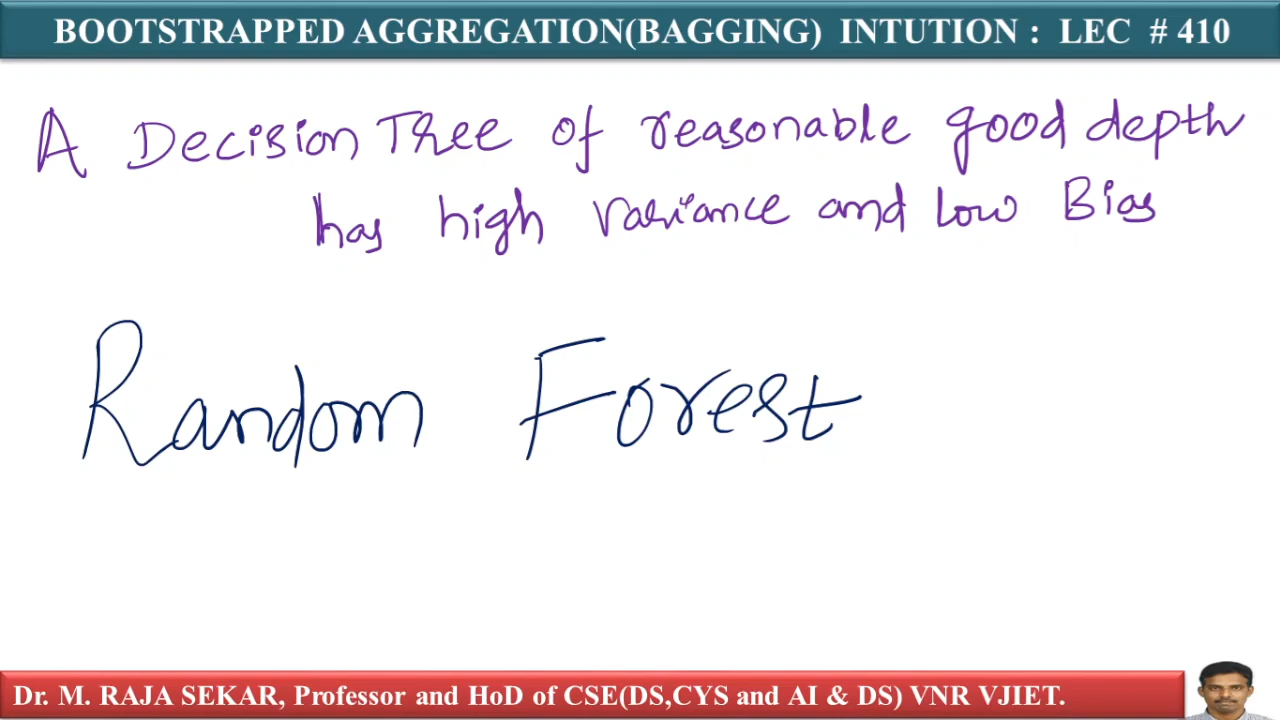 BOOTSTRAPPED AGGREGATION(BAGGING) INTUTION : LEC # 410
A Decision Tree of reasonable good depth
has high variance and low Bias
Random Forest
Dr. M. RAJA SEKAR, Professor and HoD of CSE(DS,CYS and AI & DS) VNR VJIET.